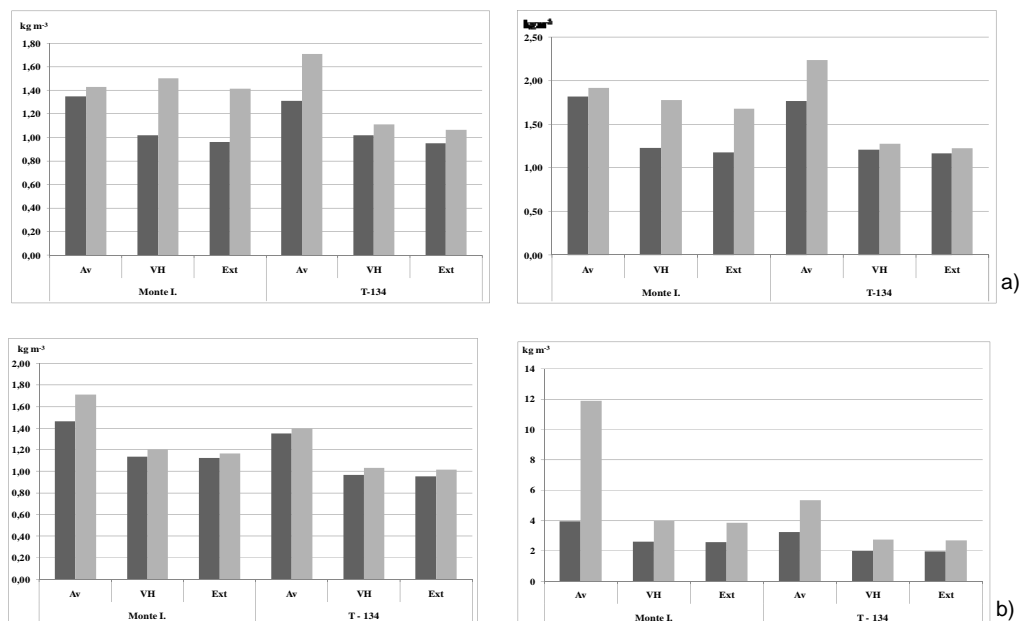 kg m-3
1,80
1,60
1,40
1,20
1,00
0,80
0,60
0,40
0,20
0,00
Av VH Ext Av VH Ext
Monte I. T-134
kg m-3
2,50
2,00
1,50
1,00
0,50
0,00
Av VH Ext Av VH Ext
Monte I. T-134
a)
kg m-3
2,00
1,80
1,60
1,40
1,20
1,00
0,80
0,60
0,40
0,20
0,00
Av VH Ext Av VH Ext
Monte I. T - 134
kg m-3
14
12
10
8
6
4
2
0
Av VH Ext Av VH Ext
Monte I. T - 134
b)